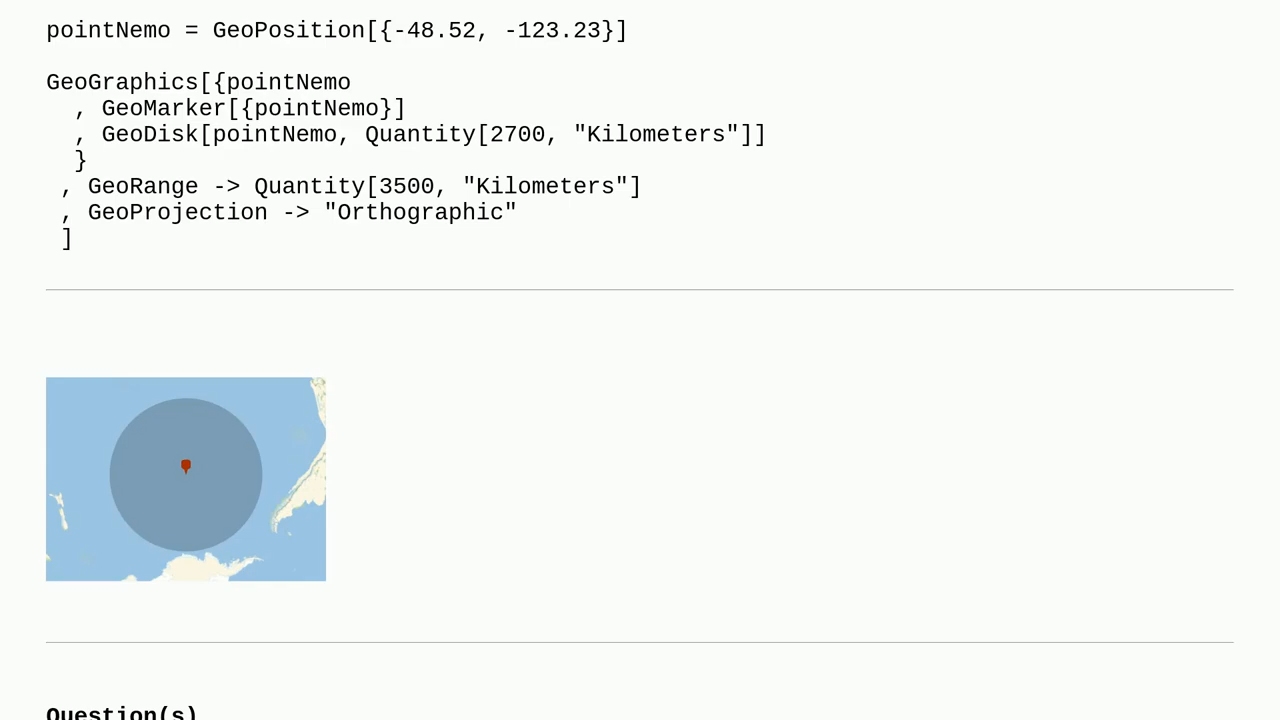 pointNemo = GeoPosition[{-48.52, -123.23}]
GeoGraphics[{pointNemo
, GeoMarker[{pointNemo}]
, GeoDisk[pointNemo, Quantity[2700, "Kilometers"]]
}
, GeoRange -> Quantity[3500, "Kilometers"]
, GeoProjection -> "Orthographic"
]
Question(s)